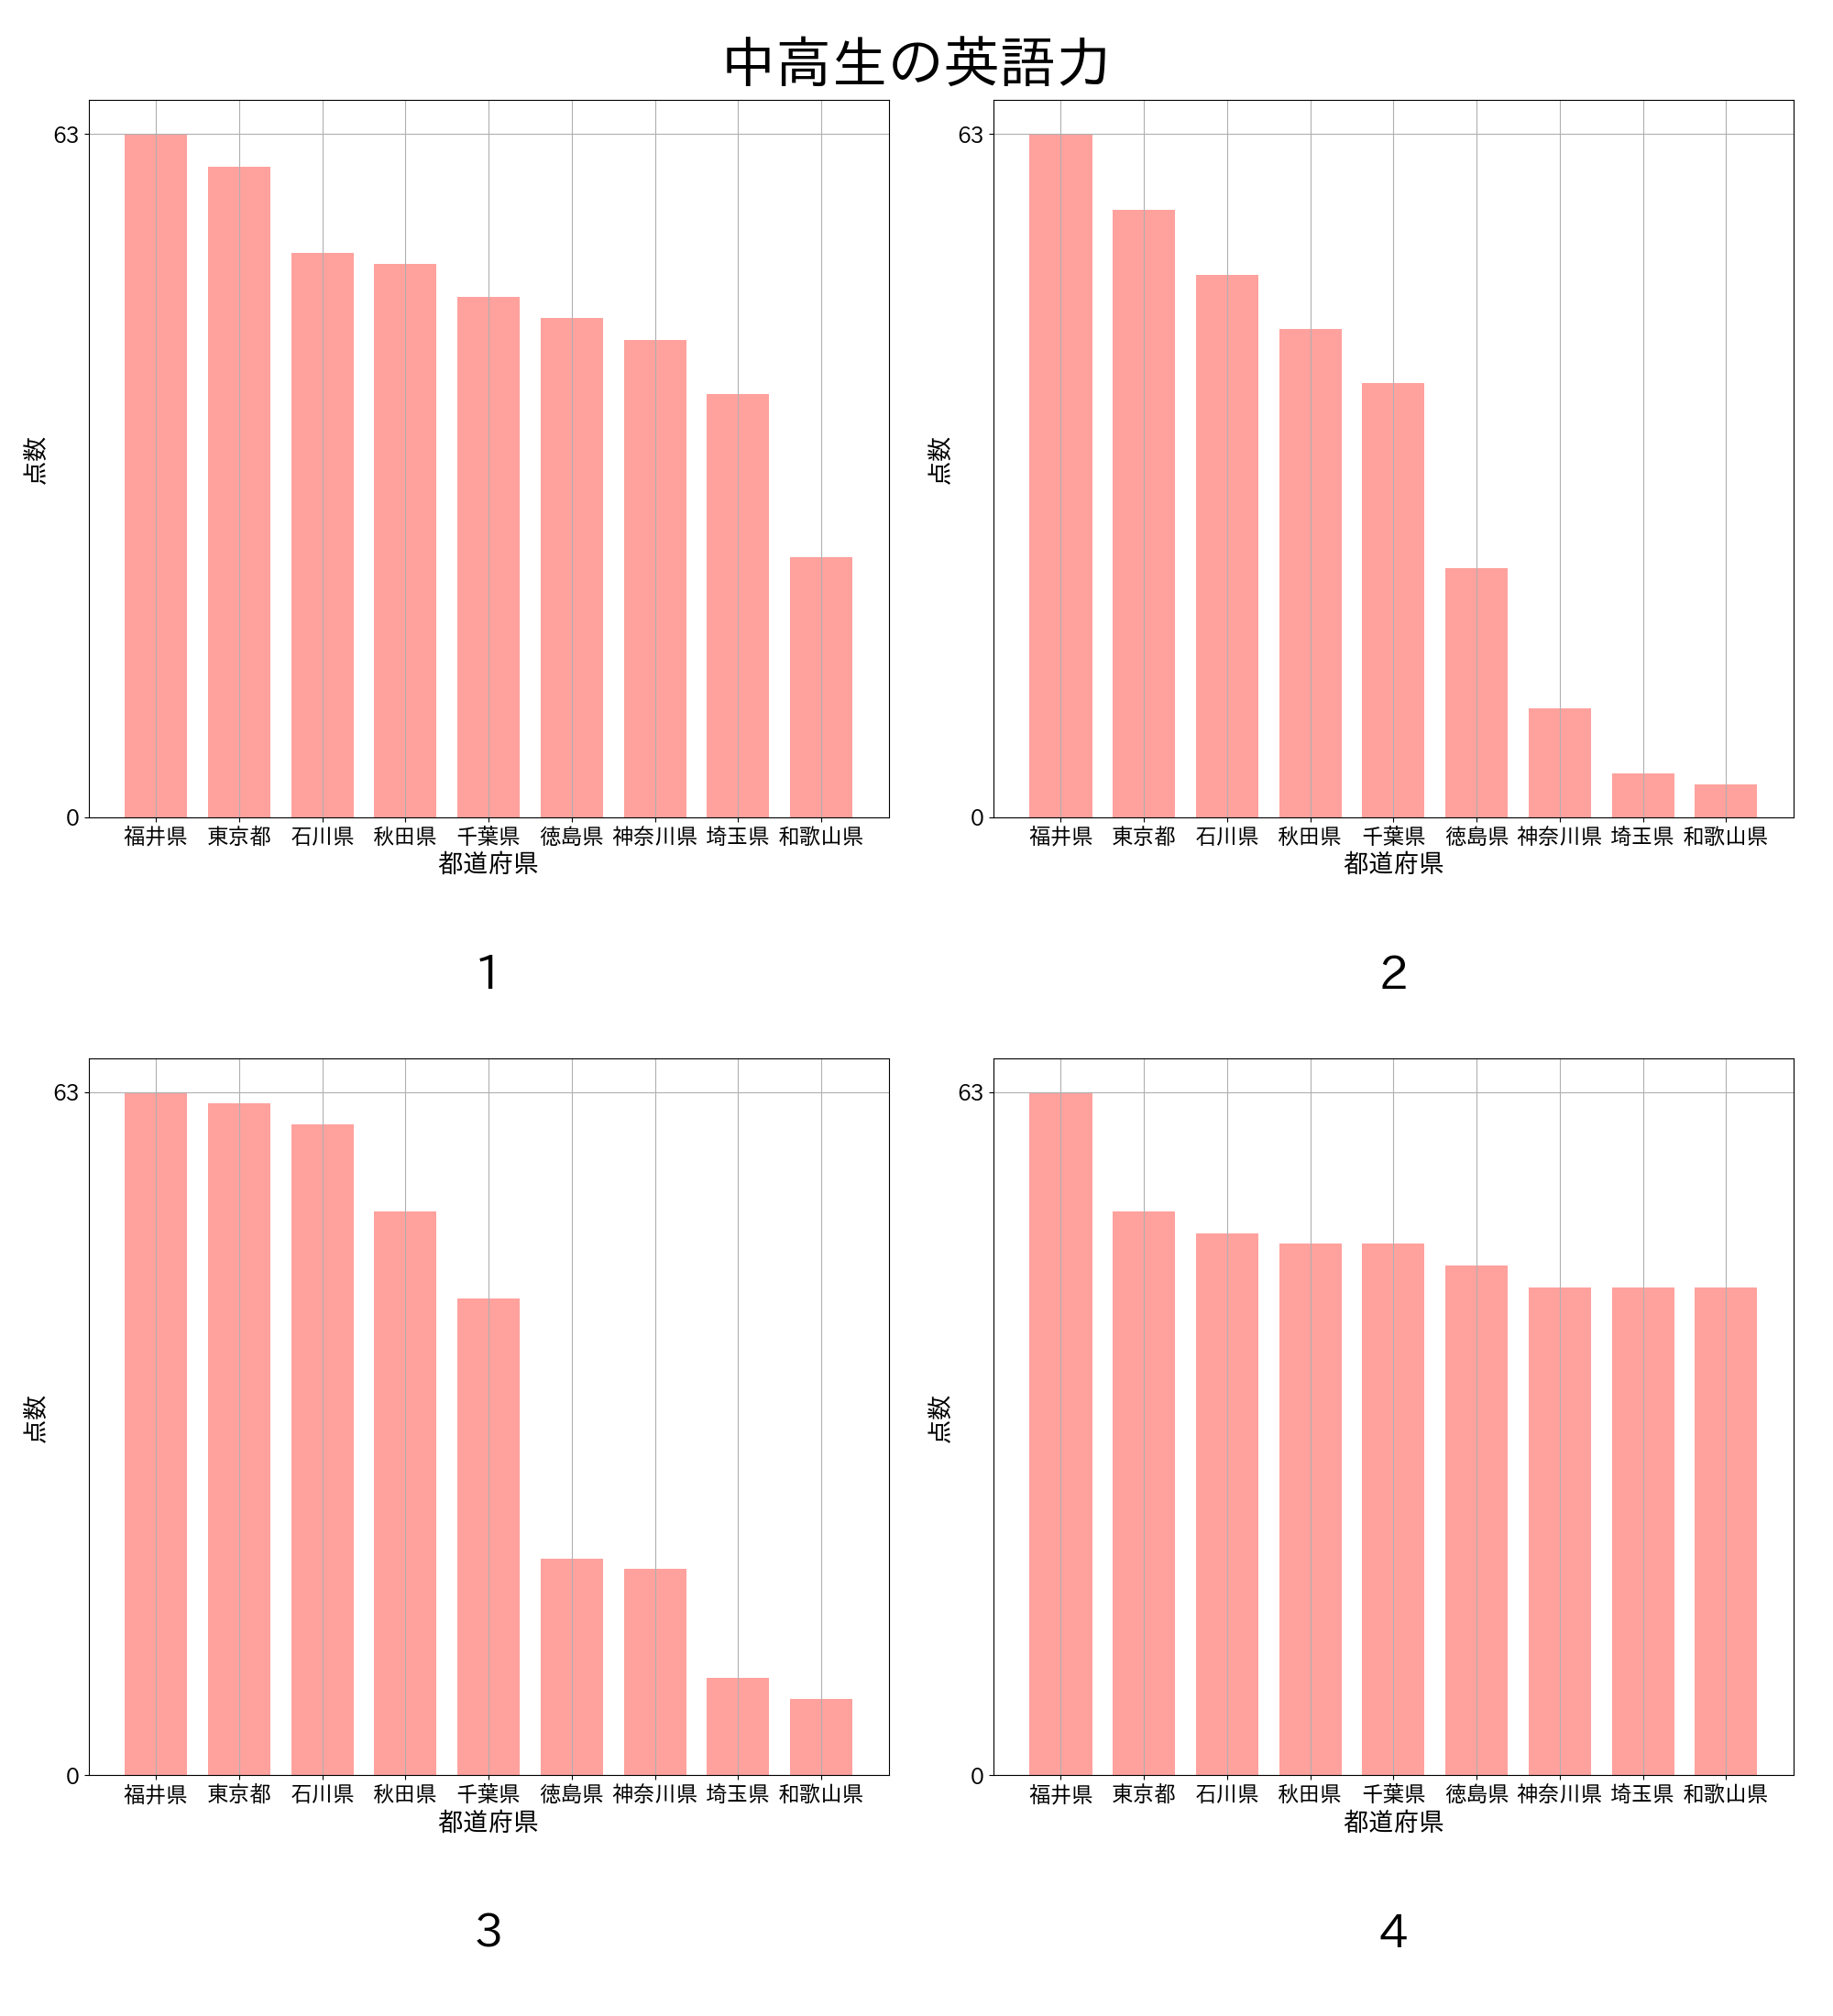 中高生の英語力
63
0
点数
福井県 東京都 石川県 秋田県 千葉県 徳島県 神奈川県 埼玉県 和歌山県
都道府県
1
63
0
点数
福井県 東京都 石川県 秋田県 千葉県 徳島県 神奈川県 埼玉県 和歌山県
都道府県
2
63
0
点数
福井県 東京都 石川県 秋田県 千葉県 徳島県 神奈川県 埼玉県 和歌山県
都道府県
3
63
0
点数
福井県 東京都 石川県 秋田県 千葉県 徳島県 神奈川県 埼玉県 和歌山県
都道府県
4